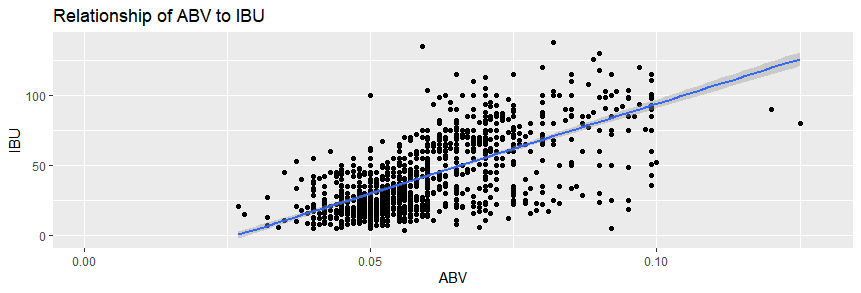 Relationship of ABV to IBU
IBU
100
50
0
0.00
0.05
0.10
ABV